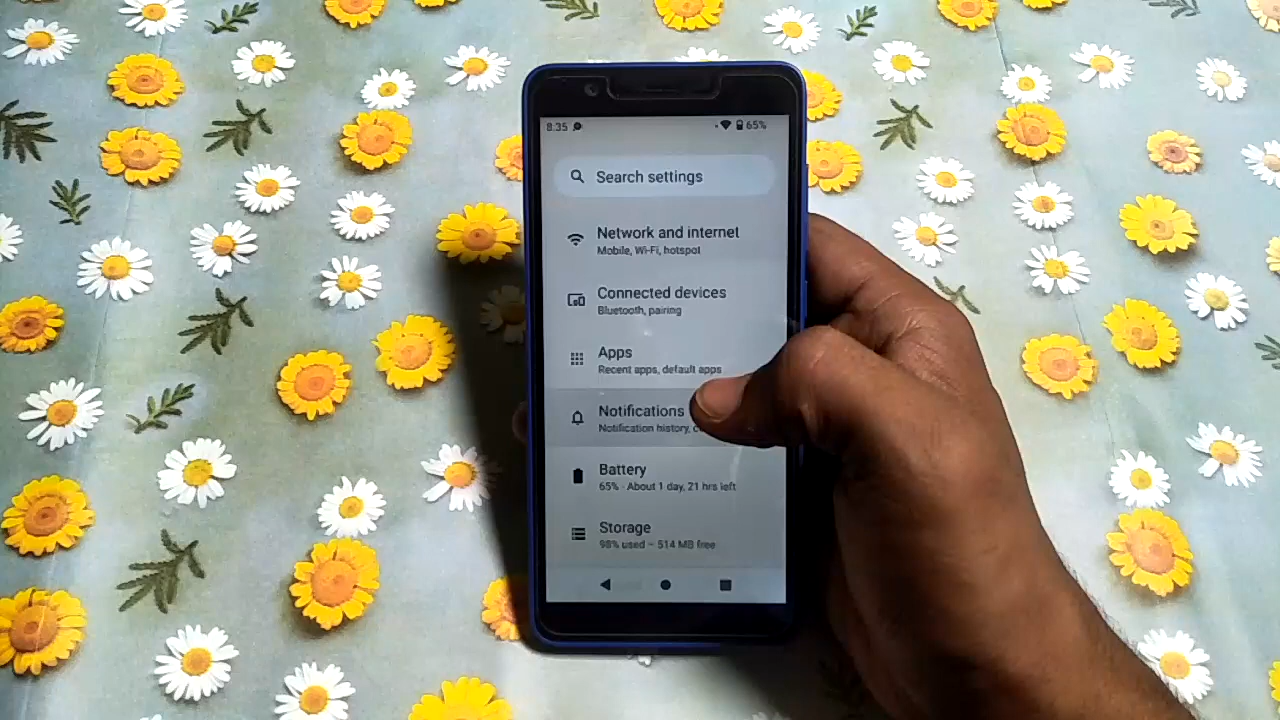 8:35 65%
Search settings
Network and internet
Mobile, Wi-Fi, hotspot
Connected devices
Bluetooth, pairing
Apps
Recent apps, default apps
Notifications
Notification history,
Battery
65% - About 1 day, 21 hrs left
Storage
98% used – 514 MB free